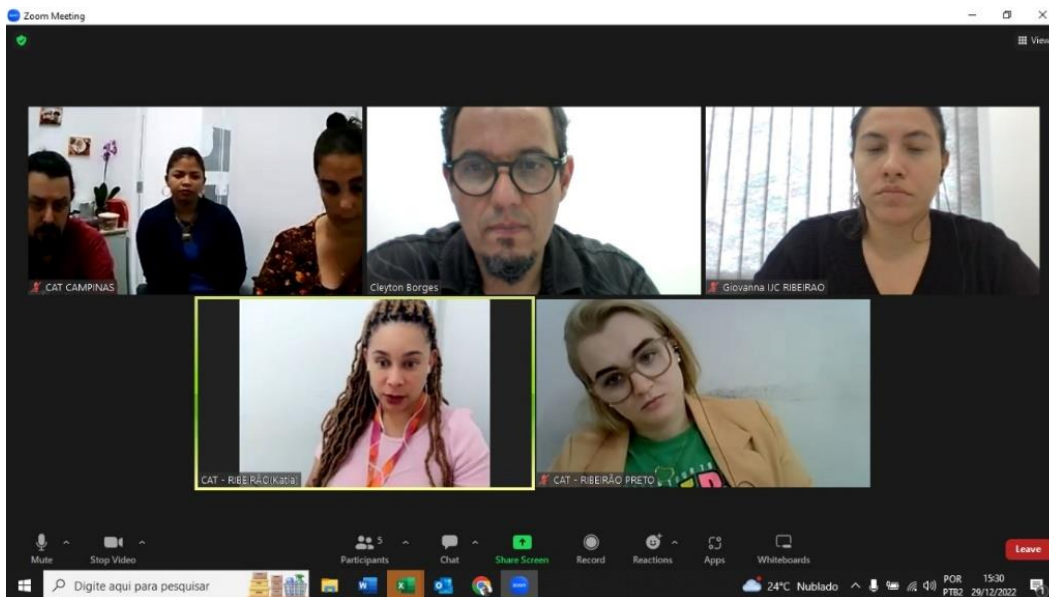 Zoom Meeting
View
CAT CAMPINAS
Cleyton Borges
Giovanna IJC RIBEIRAO
CAT - RIBEIRÃO(Katia)
CAT - RIBEIRÃO PRETO
5
Mute
Stop Video
Participants
Chat
Share Screen
Record
Reactions
Apps
Whiteboards
Leave
Digite aqui para pesquisar
24°C Nublado
POR
PTB2
15:30
29/12/2022